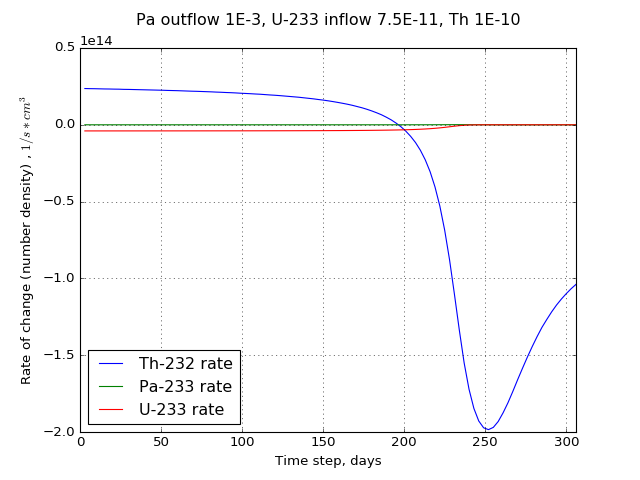 Pa outflow 1E-3, U-233 inflow 7.5E-11, Th 1E-10
1e14
0.5
0.0
−0.5
−1.0
−1.5
−2.0
Rate of change (number density) , 1/s * cm³
Th-232 rate
Pa-233 rate
U-233 rate
0 50 100 150 200 250 300
Time step, days